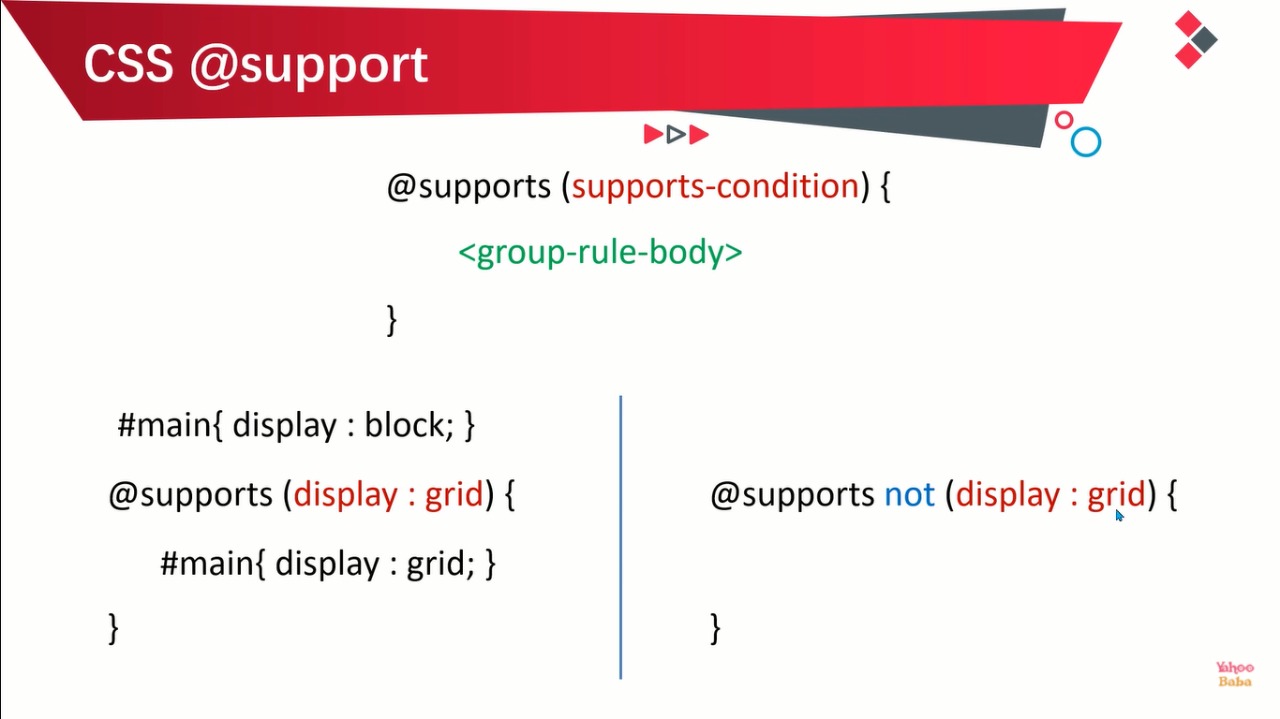 CSS @support
@supports (supports-condition) {
<group-rule-body>
}
#main{ display : block; }
@supports (display : grid) {
#main{ display : grid; }
}
@supports not (display : grid) {
}
Yahoo
Baba